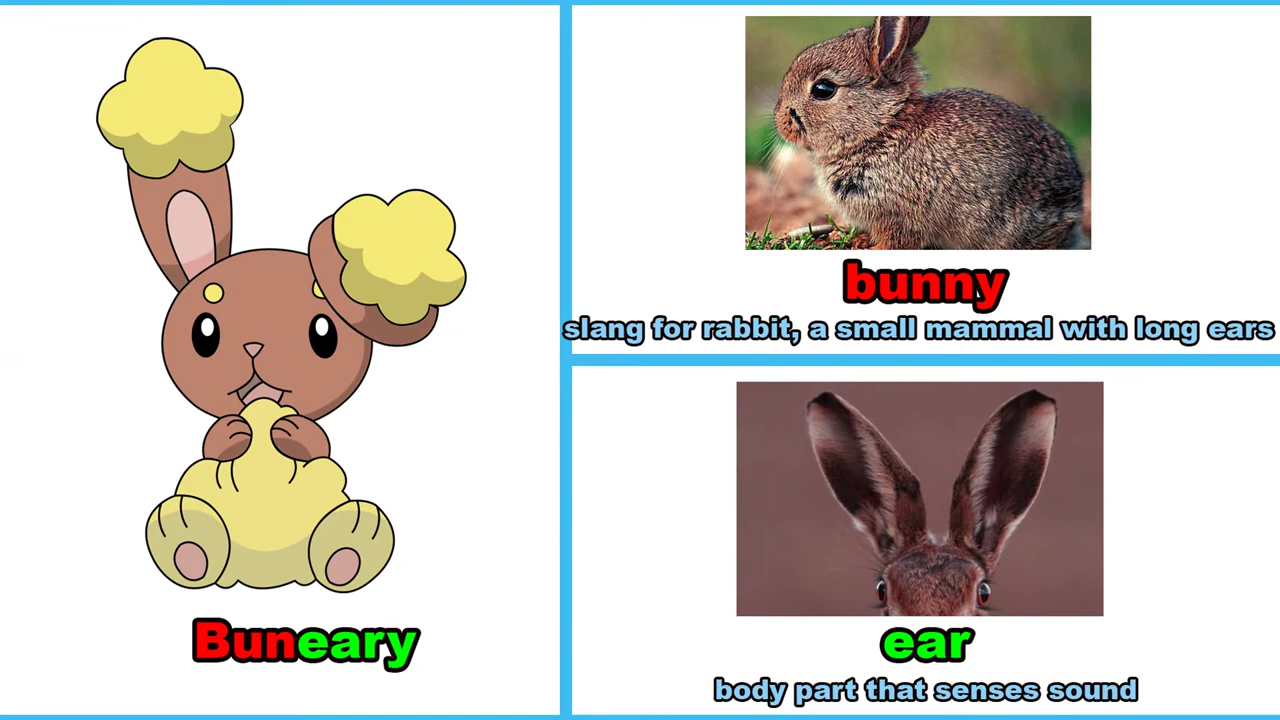 Buneary
bunny
slang for rabbit, a small mammal with long ears
ear
body part that senses sound